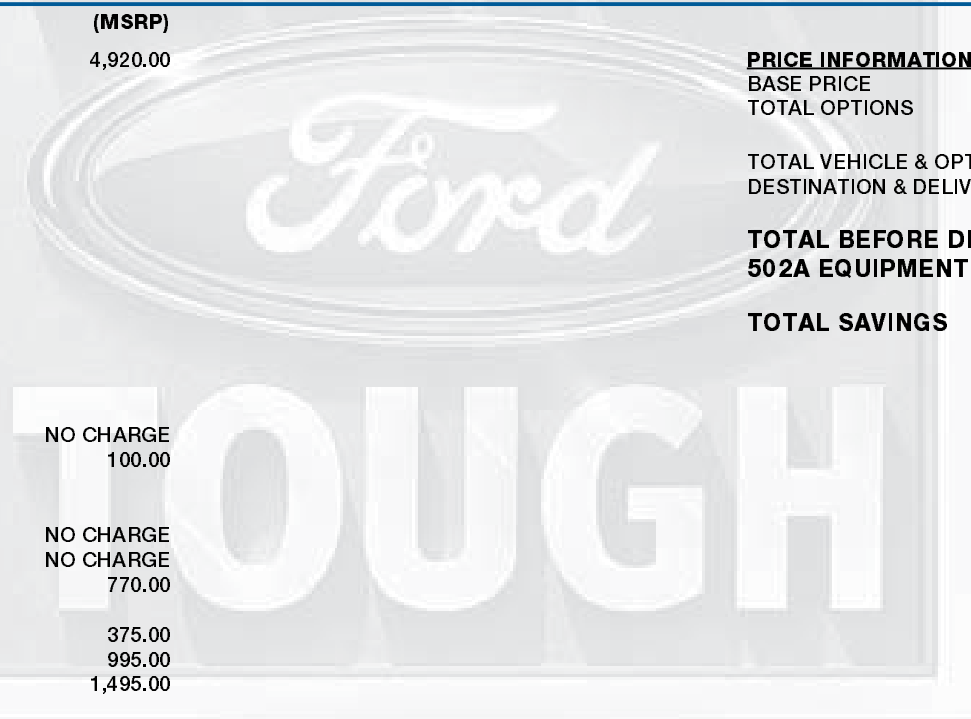 (MSRP)
4,920.00
NO CHARGE
100.00
NO CHARGE
NO CHARGE
770.00
375.00
995.00
1,495.00
PRICE INFORMATION
BASE PRICE
TOTAL OPTIONS
TOTAL VEHICLE & OPT
DESTINATION & DELIV
TOTAL BEFORE DI
502A EQUIPMENT
TOTAL SAVINGS
Ford
TOUGH